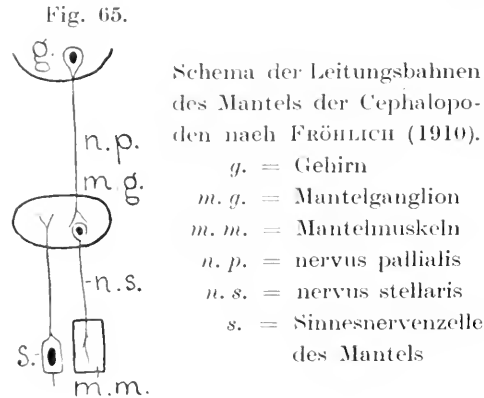 Fig. 65.
g.
n.p.
m.g.
n.s.
s.
m.m.
Schema der Leitungsbahnen
des Mantels der Cephalopo-
den nach FRÖHLICH (1910).
g. = Gehirn
m. g. = Mantelganglion
m. m. = Mantelmuskeln
n. p. = nervus pallialis
n. s. = nervus stellaris
s. = Sinnesnervenzelle
des Mantels